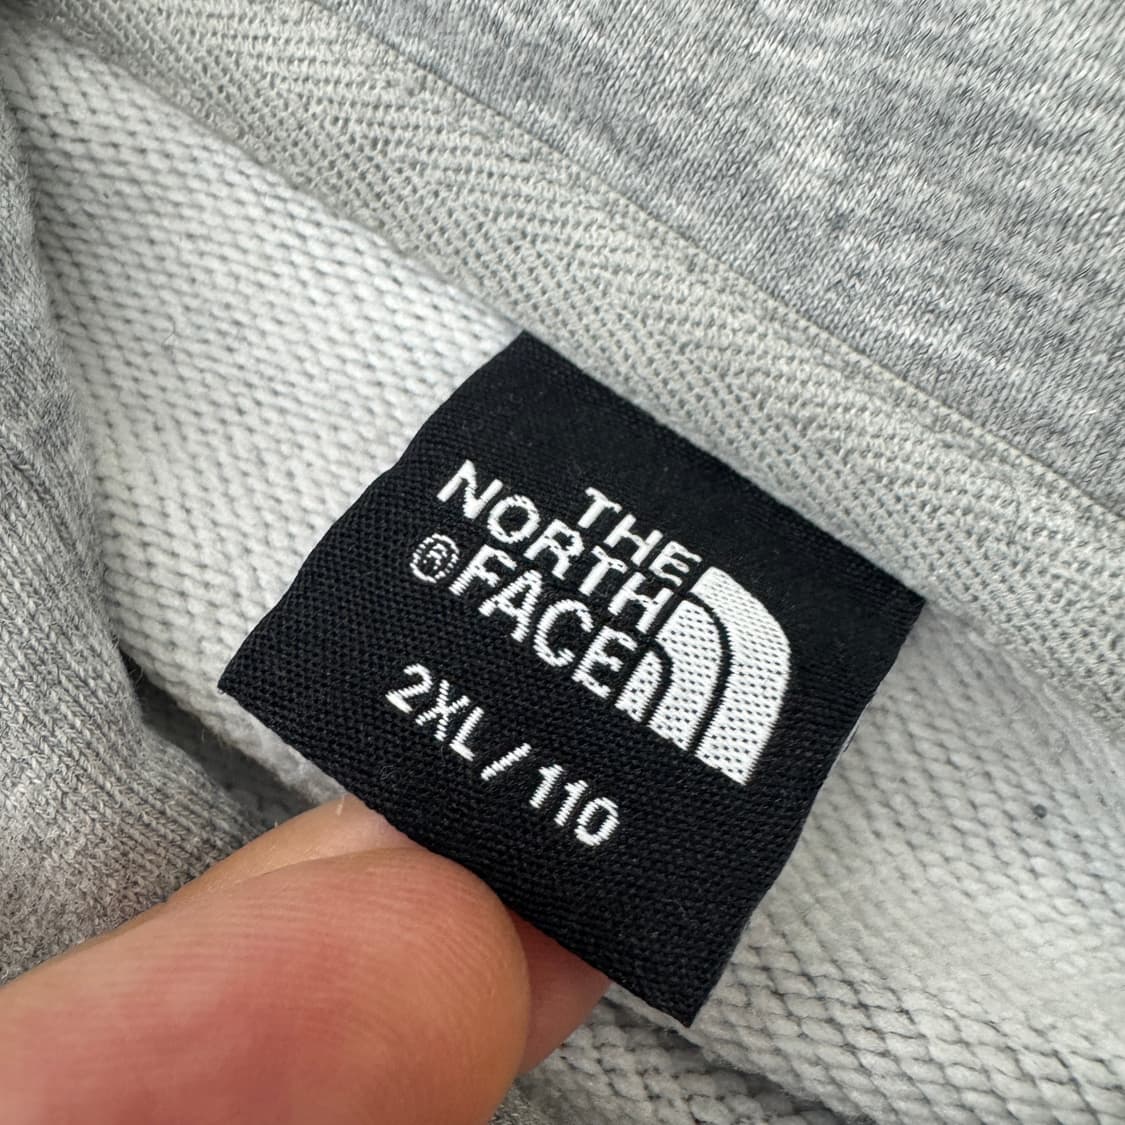 THE
NORTH
®FACE
2XL / 110